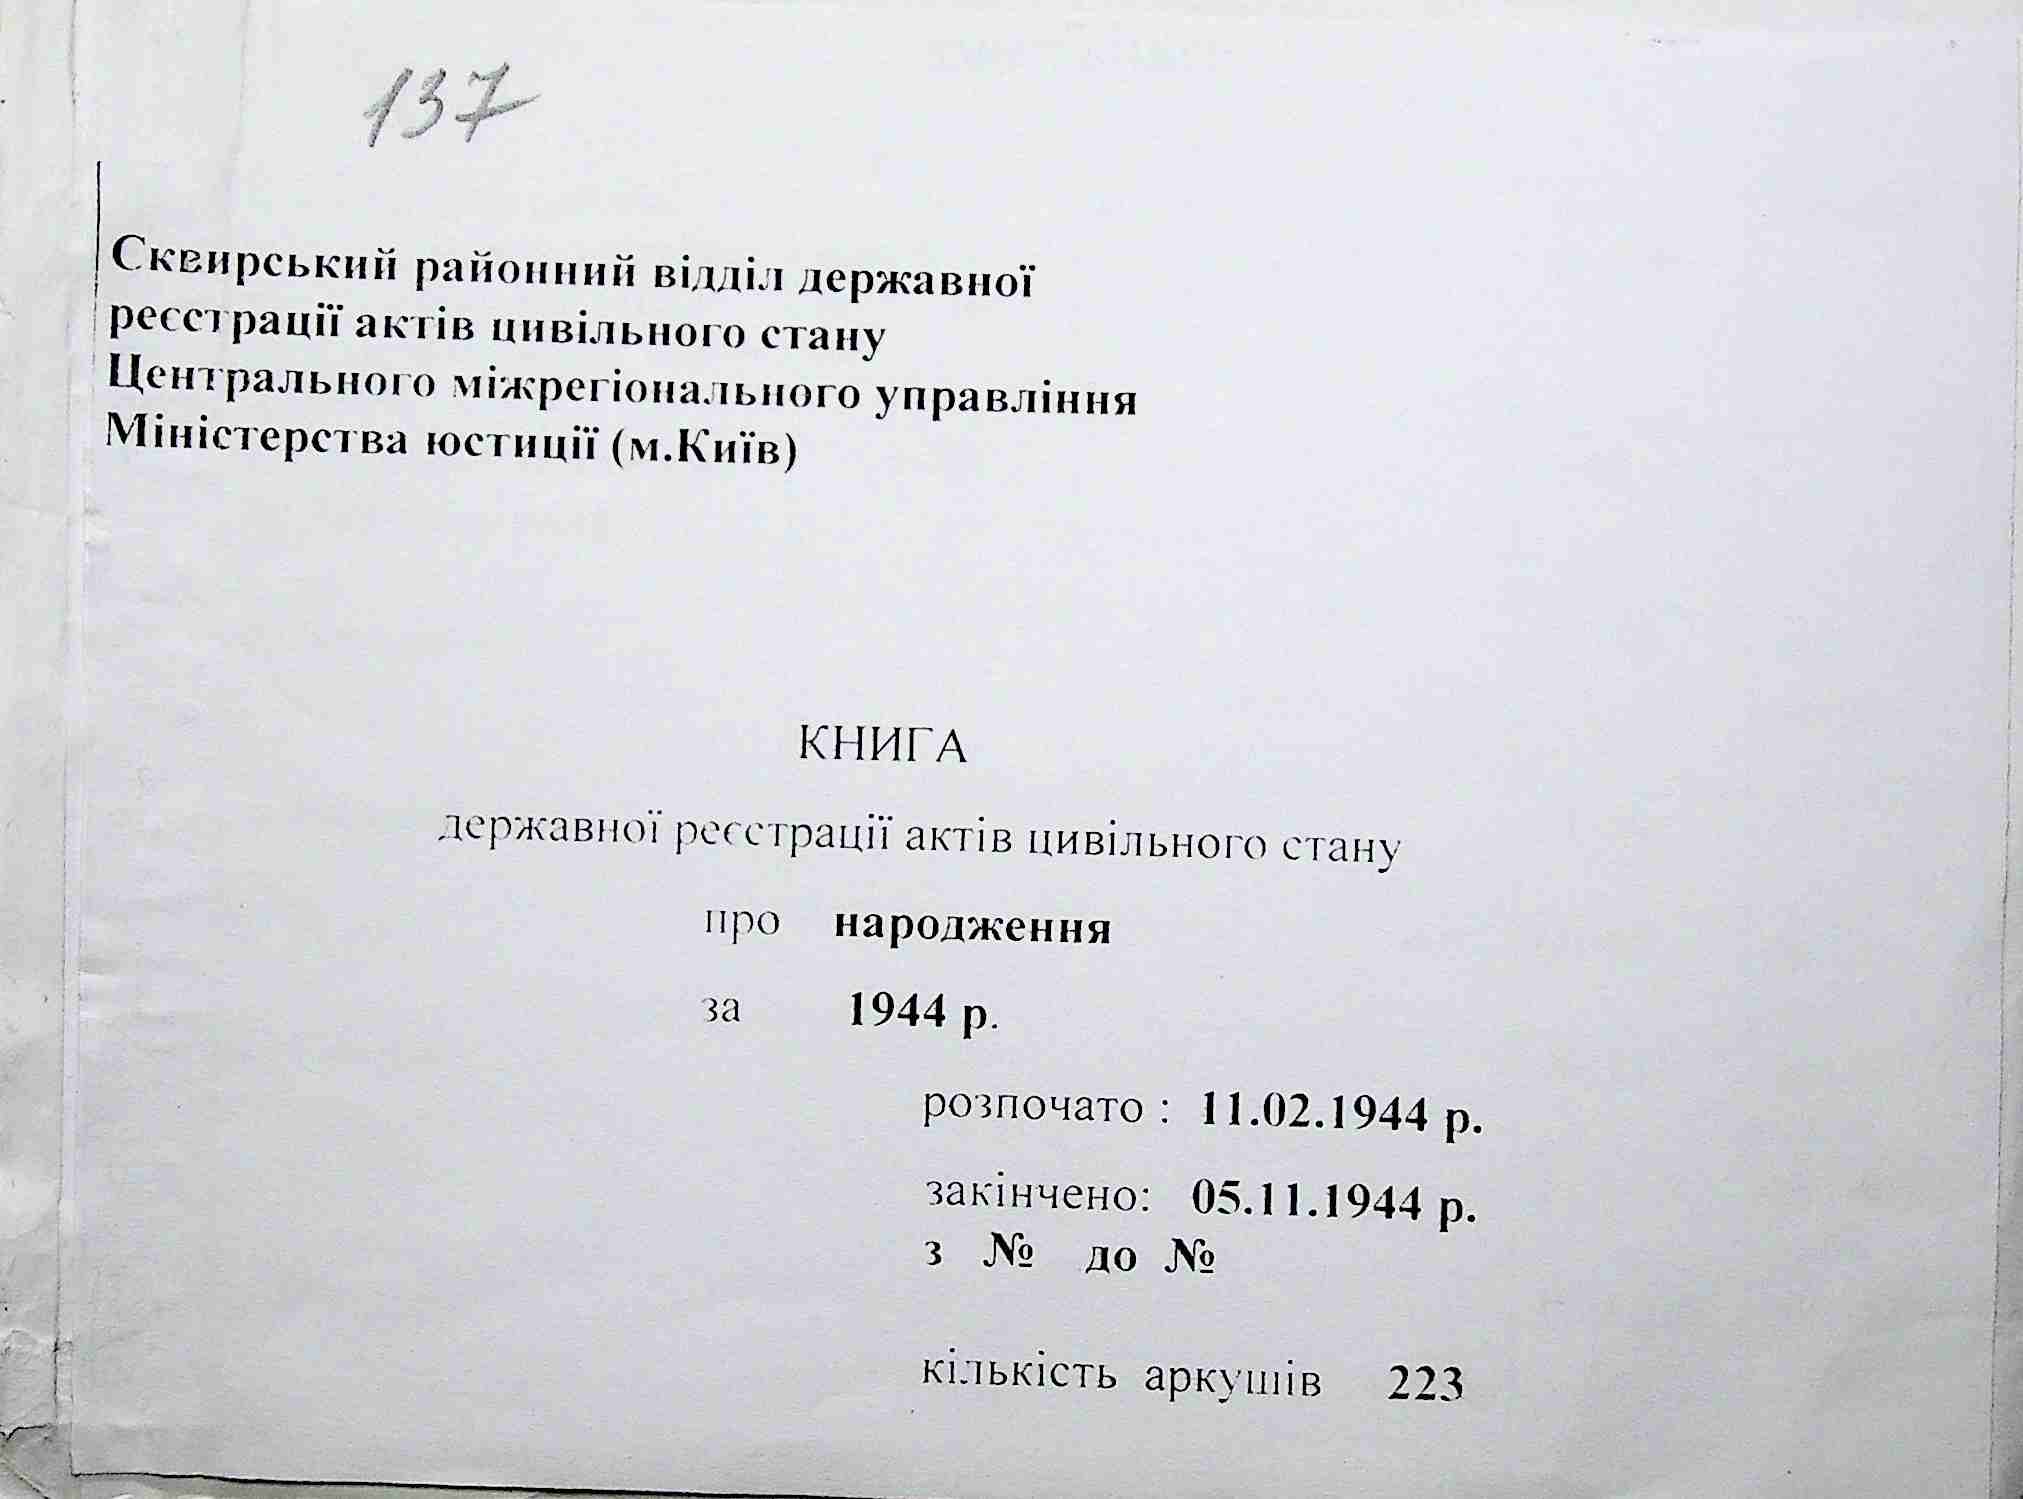 137
Сквирський районний відділ державної
реєстрації актів цивільного стану
Центрального міжрегіонального управління
Міністерства юстиції (м.Київ)
КНИГА
державної реєстрації актів цивільного стану
про народження
за 1944 р.
розпочато : 11.02.1944 р.
закінчено: 05.11.1944 р.
з № до №
кількість аркушів 223